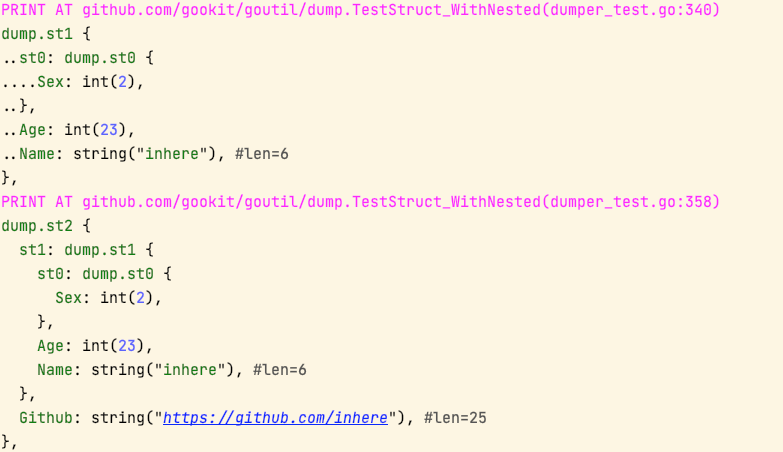 PRINT AT github.com/gookit/goutil/dump.TestStruct_WithNested(dumper_test.go:340)
dump.st1 {
..st0: dump.st0 {
....Sex: int(2),
..},
..Age: int(23),
..Name: string("inhere"), #len=6
},
PRINT AT github.com/gookit/goutil/dump.TestStruct_WithNested(dumper_test.go:358)
dump.st2 {
  st1: dump.st1 {
    st0: dump.st0 {
      Sex: int(2),
    },
    Age: int(23),
    Name: string("inhere"), #len=6
  },
  Github: string("https://github.com/inhere"), #len=25
},